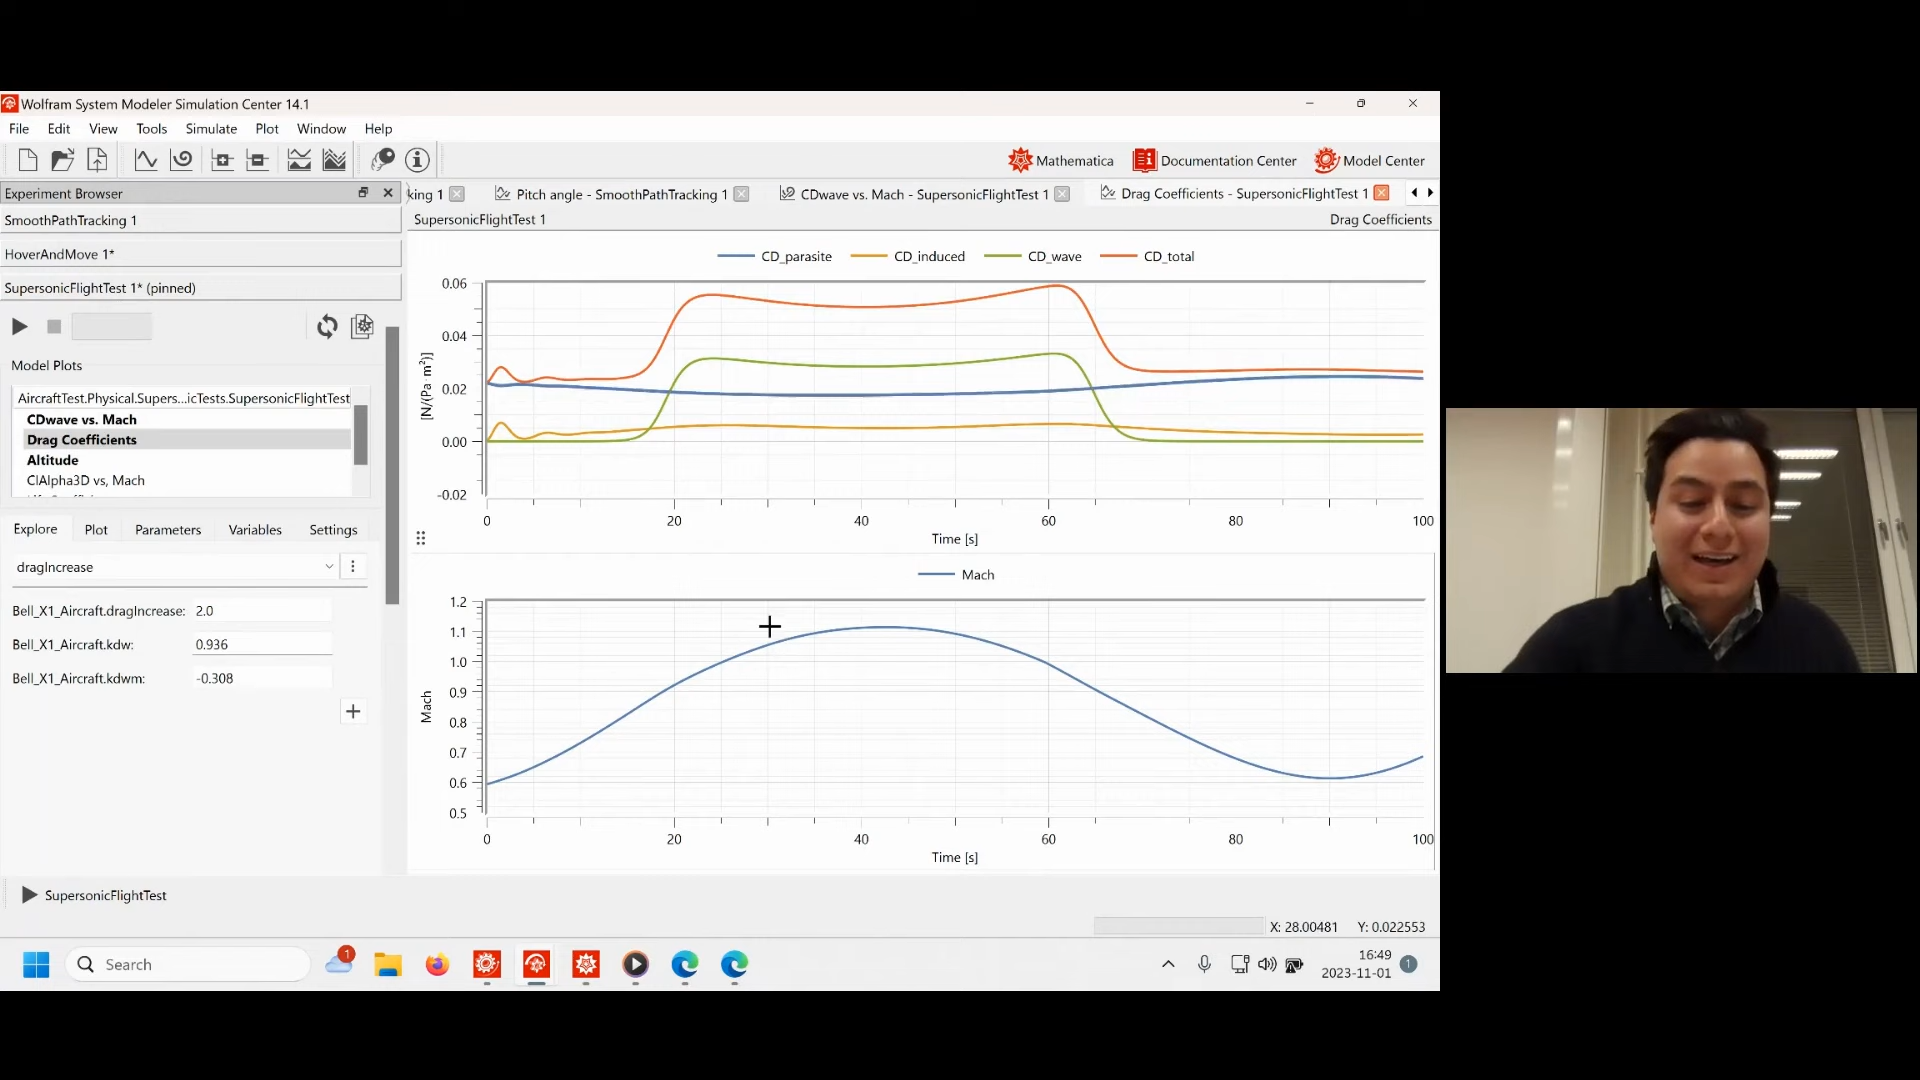 Wolfram System Modeler Simulation Center 14.1
File Edit View Tools Simulate Plot Window Help
Mathematica Documentation Center Model Center
Experiment Browser
king 1 Pitch angle - SmoothPathTracking 1 CDwave vs. Mach - SupersonicFlightTest 1 Drag Coefficients - SupersonicFlightTest 1
SmoothPathTracking 1
SupersonicFlightTest 1 Drag Coefficients
HoverAndMove 1*
SupersonicFlightTest 1* (pinned)
Model Plots
AircraftTest.Physical.Supers...icTests.SupersonicFlightTest
CDwave vs. Mach
Drag Coefficients
Altitude
ClAlpha3D vs, Mach
Explore Plot Parameters Variables Settings
dragIncrease
Bell_X1_Aircraft.dragIncrease: 2.0
Bell_X1_Aircraft.kdw: 0.936
Bell_X1_Aircraft.kdwm: -0.308
CD_parasite CD_induced CD_wave CD_total
0.06
0.04
0.02
0.00
-0.02
[N/(Pa·m²)]
0 20 40 60 80 100
Time [s]
Mach
1.2
1.1
1.0
0.9
0.8
0.7
0.6
0.5
Mach
0 20 40 60 80 100
Time [s]
SupersonicFlightTest
X: 28.00481 Y: 0.022553
Search
1
16:49
2023-11-01
1